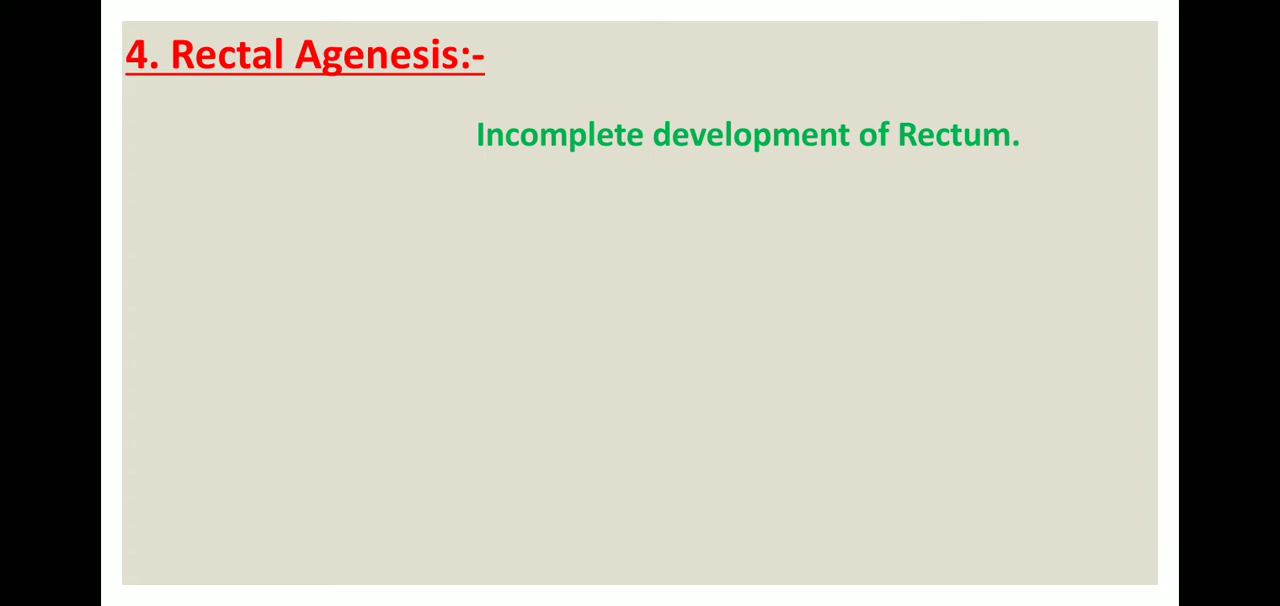 4. Rectal Agenesis:-
Incomplete development of Rectum.